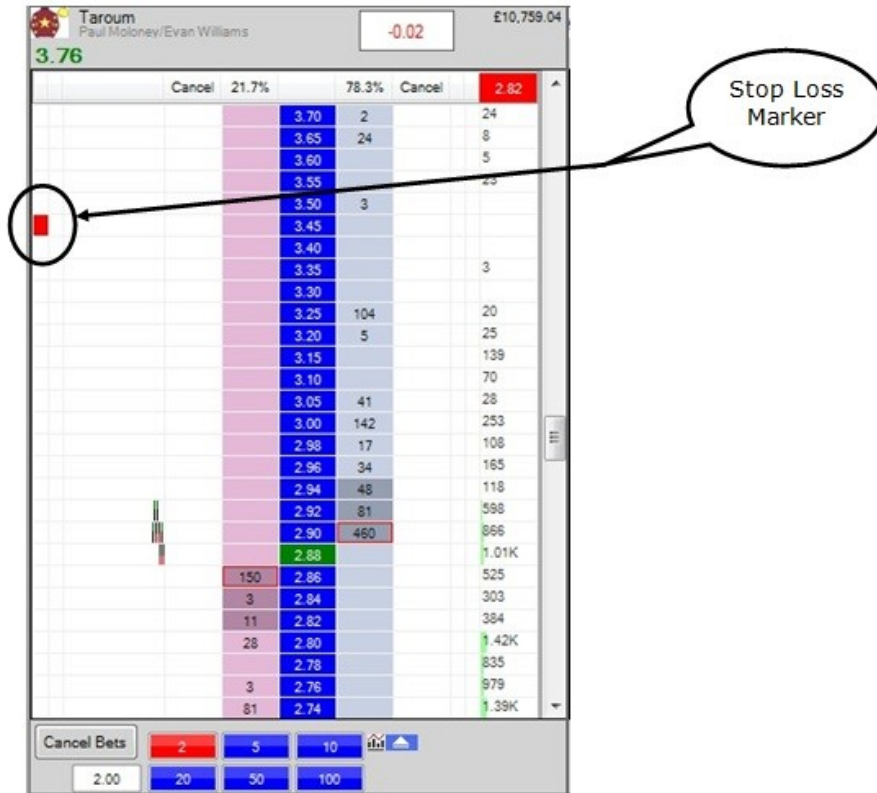 Taroum
Paul Moloney/Evan Williams
-0.02
£10,759.04
3.76
Cancel 21.7% 78.3% Cancel 2.82
3.70 2 24
3.65 24 8
3.60 5
3.55 23
3.50 3
3.45
3.40
3.35 3
3.30
3.25 104 20
3.20 5 25
3.15 139
3.10 70
3.05 41 28
3.00 142 253
2.98 17 108
2.96 34 165
2.94 48 118
2.92 81 598
2.90 460 866
2.88 1.01K
150 2.86 525
3 2.84 303
11 2.82 384
28 2.80 1.42K
2.78 835
3 2.76 979
81 2.74 1.39K
Cancel Bets 2 5 10
2.00 20 50 100
Stop Loss
Marker